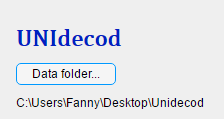 UNIdecod
Data folder...
C:\Users\Fanny\Desktop\Unidecod